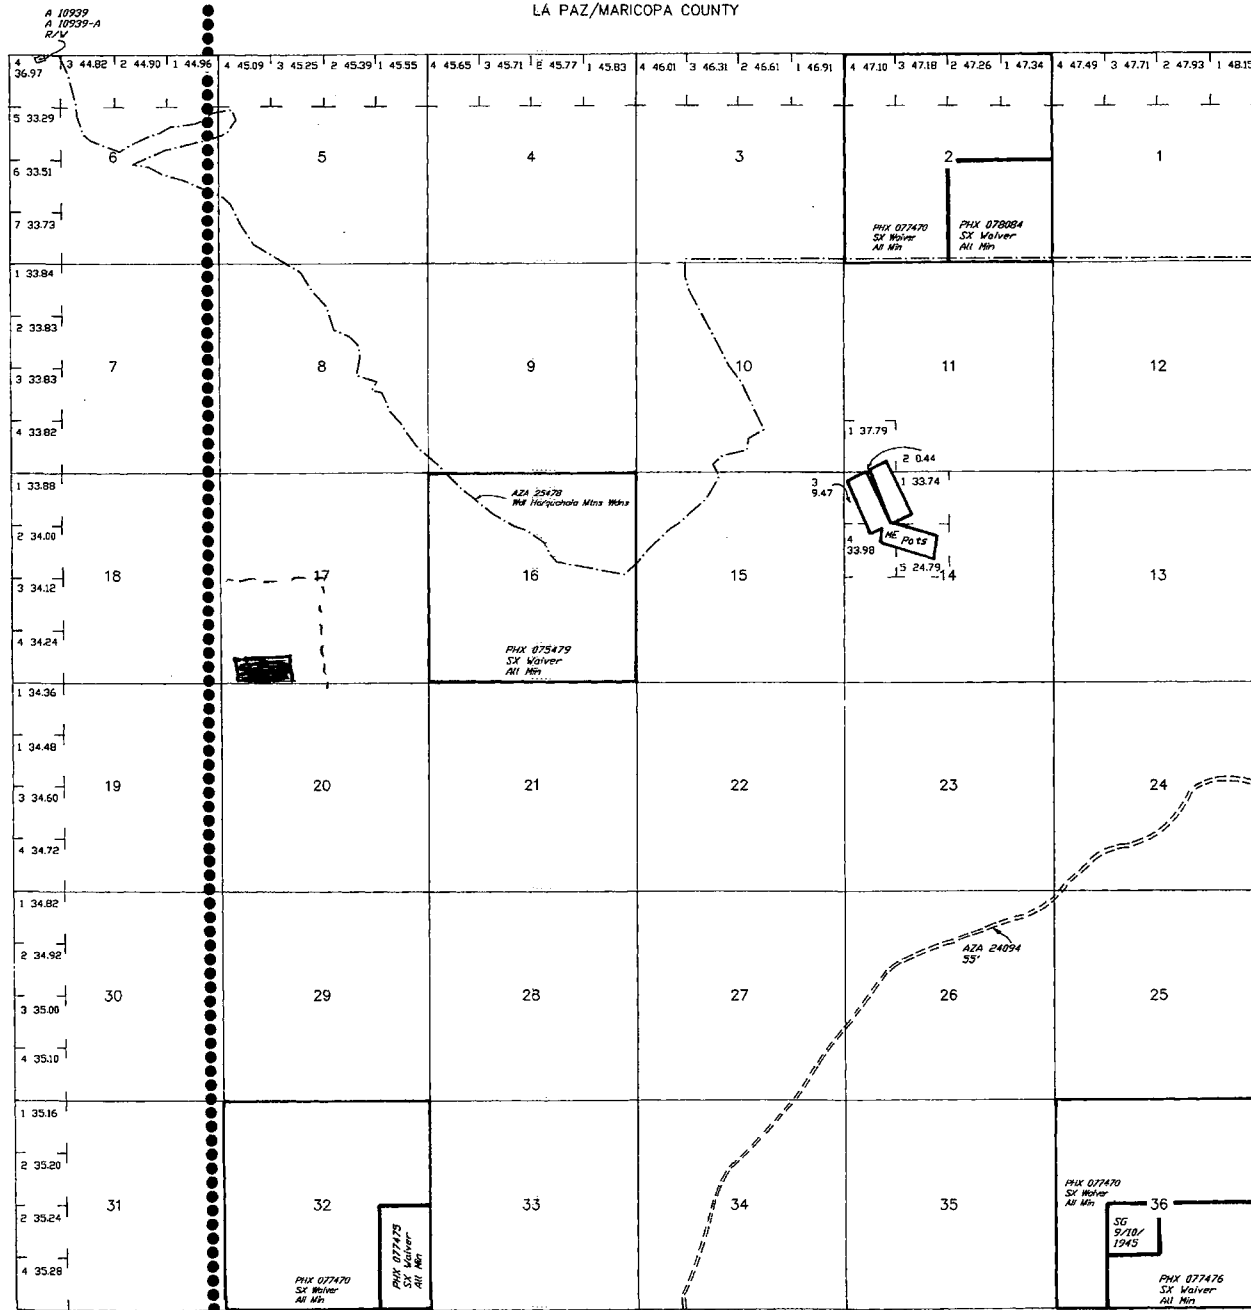 LA PAZ/MARICOPA COUNTY
A 10939
A 10939-A
R/W
4 3 44.82 2 44.90 1 44.96 4 45.09 3 45.25 2 45.39 1 45.55 4 45.65 3 45.71 2 45.77 1 45.83 4 46.01 3 46.31 2 46.61 1 46.91 4 47.10 3 47.18 2 47.26 1 47.34 4 47.49 3 47.71 2 47.93 1 48.15
36.97
5 33.29
6 5 4 3 2 1
6 33.51
7 33.73
PHX 077470
SX Waiver
All Min
PHX 078084
SX Waiver
All Min
1 33.84
2 33.83
7 8 9 10 11 12
3 33.83
4 33.82
1 37.79
2 0.44
1 33.88
3
9.47
1 33.74
AZA 25478
Wdl Harquahala Mtns Wdns
2 34.00
ME Pats
4
33.98
5 24.79
18 17 16 15 14 13
3 34.12
4 34.24
PHX 075479
SX Waiver
All Min
1 34.36
1 34.48
19 20 21 22 23 24
3 34.60
4 34.72
1 34.82
2 34.92
AZA 24094
55'
30 29 28 27 26 25
3 35.00
4 35.10
1 35.16
2 35.20
31 32 33 34 35 36
2 35.24
4 35.28
PHX 077470
SX Waiver
All Min
PHX 077475
SX Waiver
All Min
PHX 077470
SX Waiver
All Min
SG
9/10/
1945
PHX 077476
SX Waiver
All Min